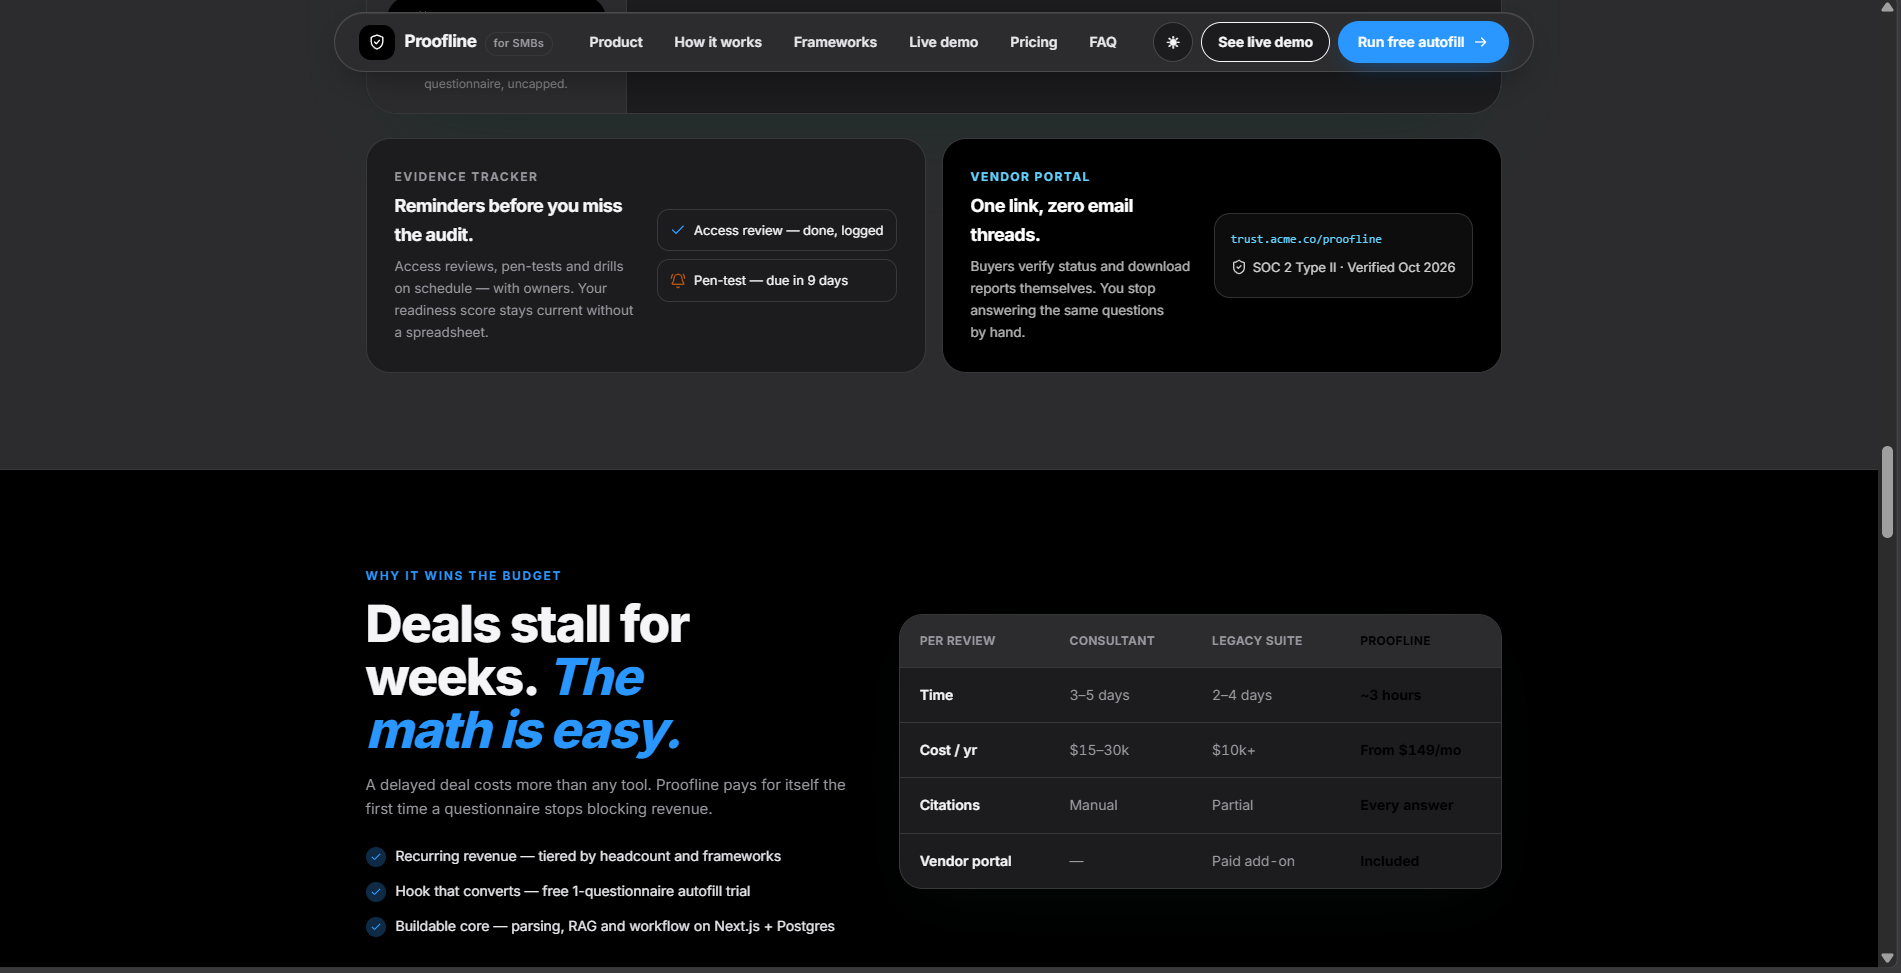 Proofline
for SMBs
Product
How it works
Frameworks
Live demo
Pricing
FAQ
See live demo
Run free autofill →
questionnaire, uncapped.
EVIDENCE TRACKER
Reminders before you miss
the audit.
Access reviews, pen-tests and drills
on schedule — with owners. Your
readiness score stays current without
a spreadsheet.
Access review — done, logged
Pen-test — due in 9 days
VENDOR PORTAL
One link, zero email
threads.
Buyers verify status and download
reports themselves. You stop
answering the same questions
by hand.
trust.acme.co/proofline
SOC 2 Type II · Verified Oct 2026
WHY IT WINS THE BUDGET
Deals stall for
weeks. The
math is easy.
A delayed deal costs more than any tool. Proofline pays for itself the
first time a questionnaire stops blocking revenue.
Recurring revenue — tiered by headcount and frameworks
Hook that converts — free 1-questionnaire autofill trial
Buildable core — parsing, RAG and workflow on Next.js + Postgres
PER REVIEW CONSULTANT LEGACY SUITE PROOFLINE
Time 3–5 days 2–4 days ~3 hours
Cost / yr $15–30k $10k+ From $149/mo
Citations Manual Partial Every answer
Vendor portal — Paid add-on Included